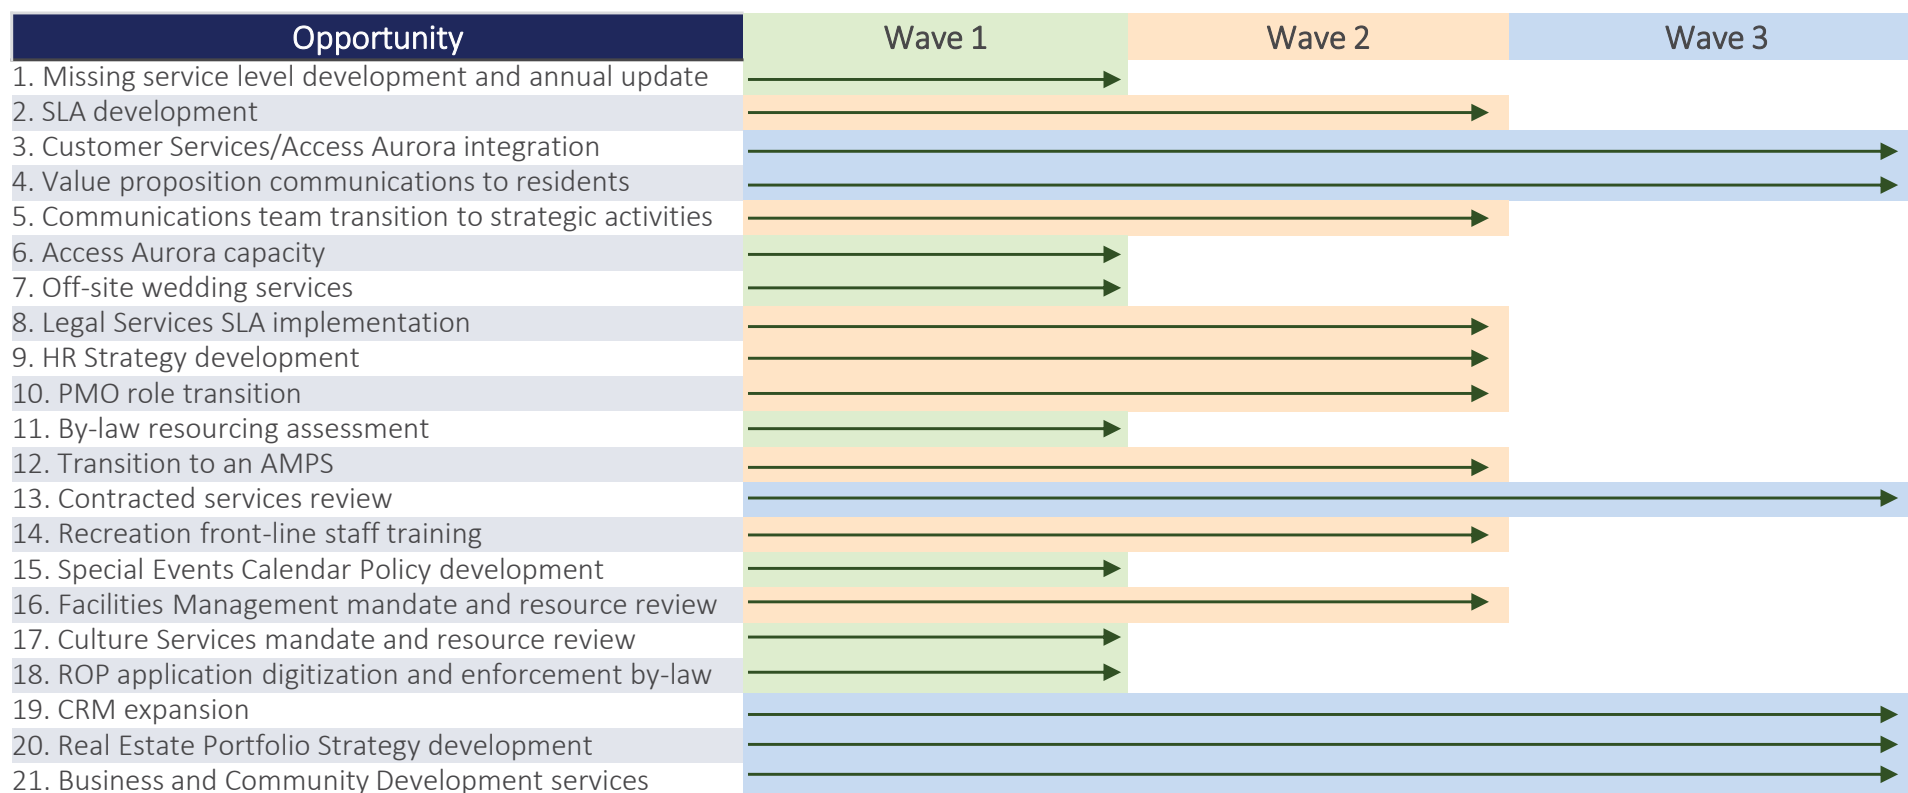 Opportunity Wave 1 Wave 2 Wave 3
1. Missing service level development and annual update
2. SLA development
3. Customer Services/Access Aurora integration
4. Value proposition communications to residents
5. Communications team transition to strategic activities
6. Access Aurora capacity
7. Off-site wedding services
8. Legal Services SLA implementation
9. HR Strategy development
10. PMO role transition
11. By-law resourcing assessment
12. Transition to an AMPS
13. Contracted services review
14. Recreation front-line staff training
15. Special Events Calendar Policy development
16. Facilities Management mandate and resource review
17. Culture Services mandate and resource review
18. ROP application digitization and enforcement by-law
19. CRM expansion
20. Real Estate Portfolio Strategy development
21. Business and Community Development services